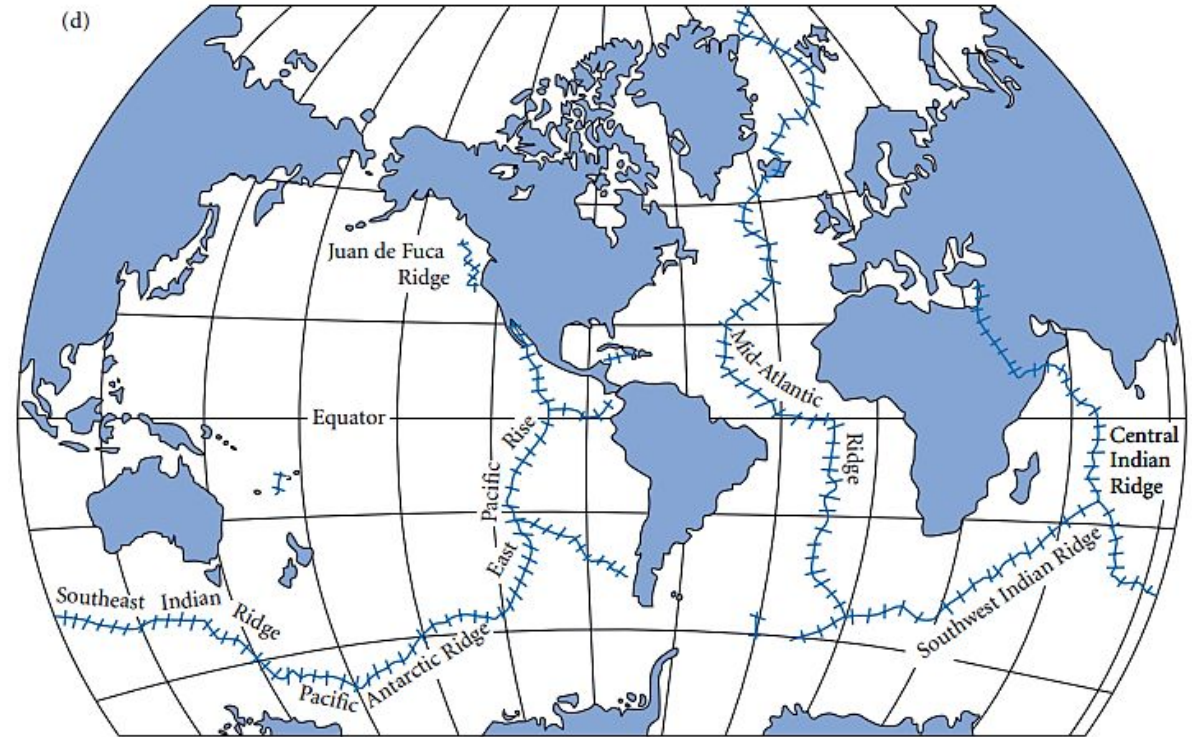 (d)
Juan de Fuca
Ridge
Mid-Atlantic
Ridge
Equator
East Pacific Rise
Central
Indian
Ridge
Southwest Indian Ridge
Southeast Indian Ridge
Pacific Antarctic Ridge